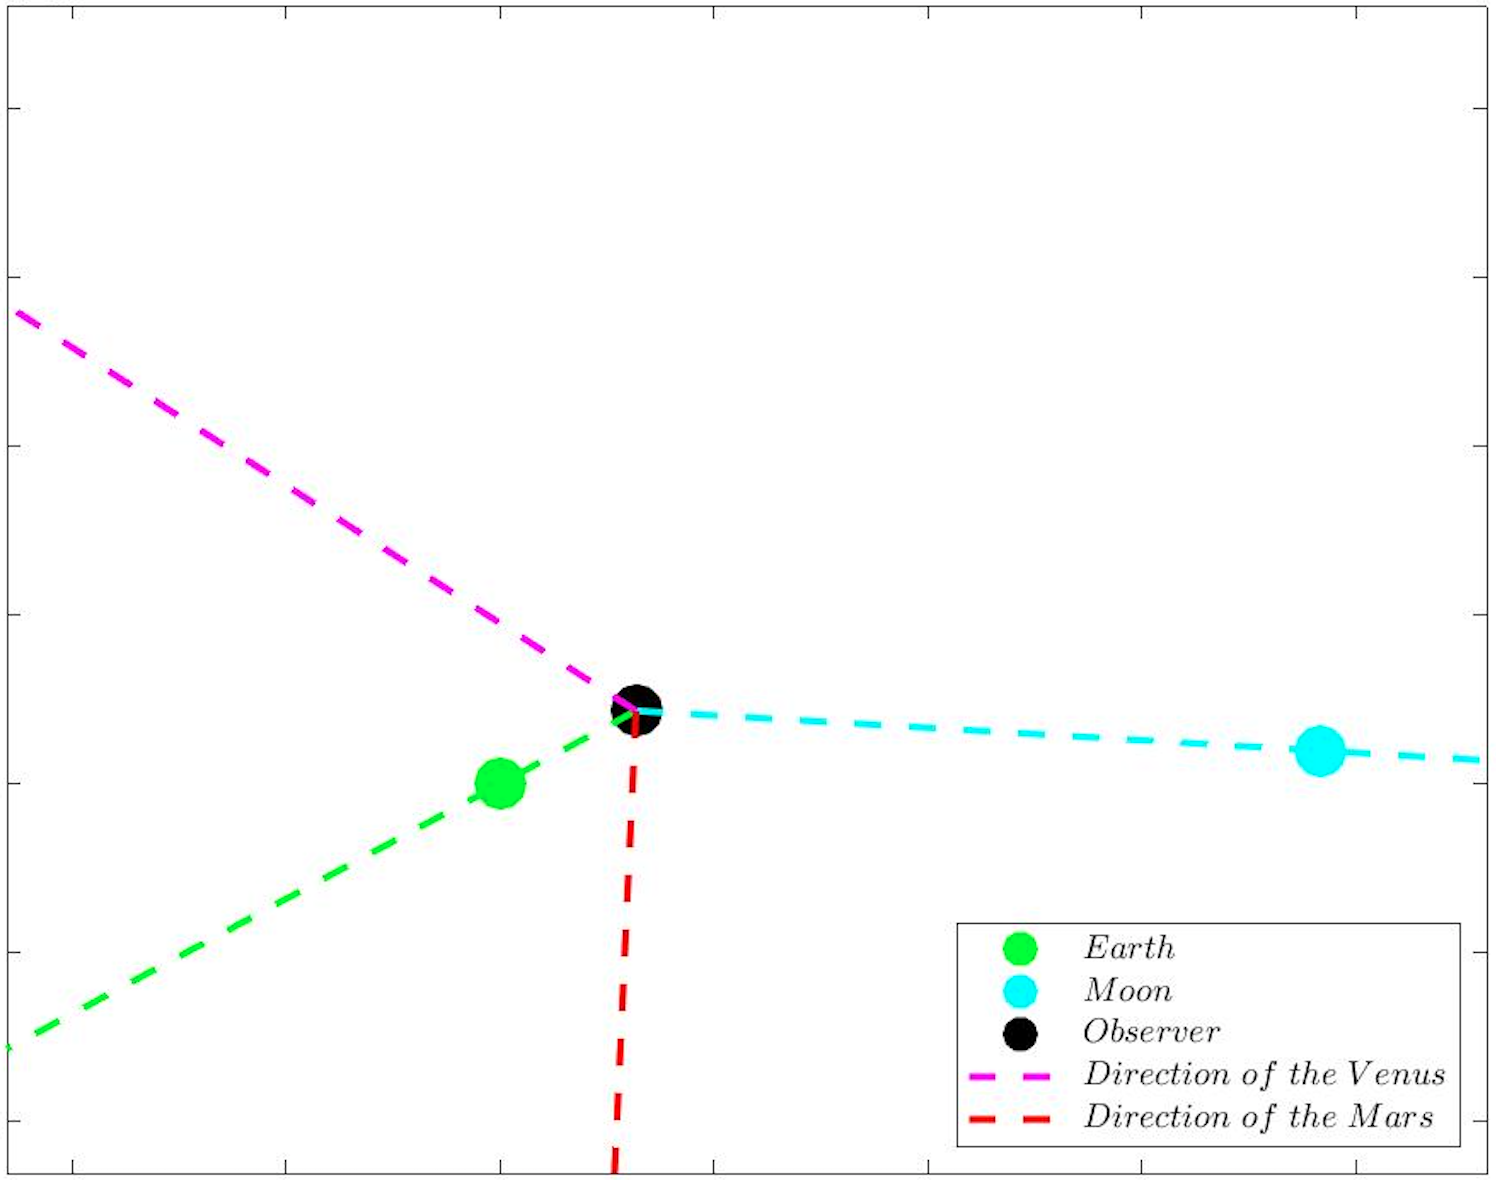 Earth
Moon
Observer
Direction of the Venus
Direction of the Mars